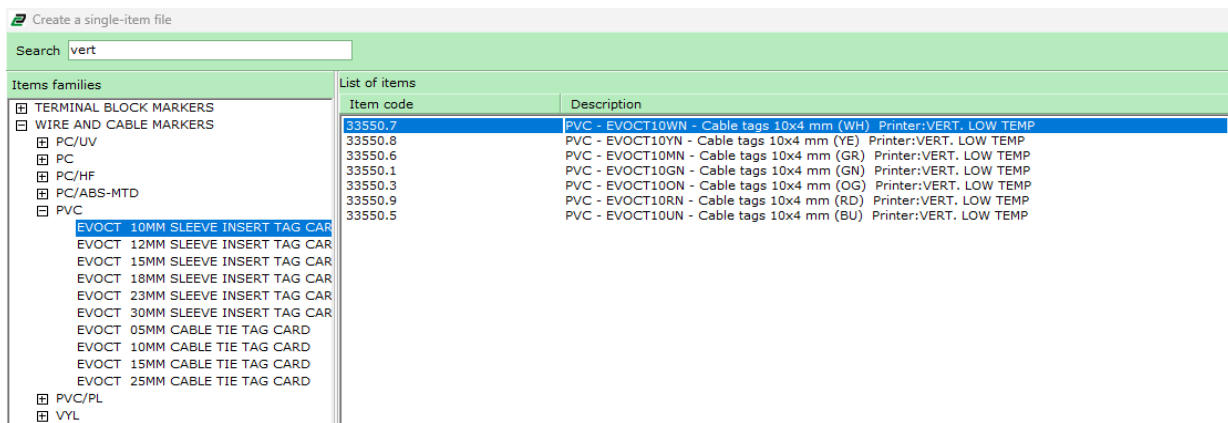 Create a single-item file
Search vert
Items families
TERMINAL BLOCK MARKERS
WIRE AND CABLE MARKERS
PC/UV
PC
PC/HF
PC/ABS-MTD
PVC
EVOCT 10MM SLEEVE INSERT TAG CAR
EVOCT 12MM SLEEVE INSERT TAG CAR
EVOCT 15MM SLEEVE INSERT TAG CAR
EVOCT 18MM SLEEVE INSERT TAG CAR
EVOCT 23MM SLEEVE INSERT TAG CAR
EVOCT 30MM SLEEVE INSERT TAG CAR
EVOCT 05MM CABLE TIE TAG CARD
EVOCT 10MM CABLE TIE TAG CARD
EVOCT 15MM CABLE TIE TAG CARD
EVOCT 25MM CABLE TIE TAG CARD
PVC/PL
VYL
List of items
Item code Description
33550.7 PVC - EVOCT10WN - Cable tags 10x4 mm (WH) Printer:VERT. LOW TEMP
33550.8 PVC - EVOCT10YN - Cable tags 10x4 mm (YE) Printer:VERT. LOW TEMP
33550.6 PVC - EVOCT10MN - Cable tags 10x4 mm (GR) Printer:VERT. LOW TEMP
33550.1 PVC - EVOCT10GN - Cable tags 10x4 mm (GN) Printer:VERT. LOW TEMP
33550.3 PVC - EVOCT10ON - Cable tags 10x4 mm (OG) Printer:VERT. LOW TEMP
33550.9 PVC - EVOCT10RN - Cable tags 10x4 mm (RD) Printer:VERT. LOW TEMP
33550.5 PVC - EVOCT10UN - Cable tags 10x4 mm (BU) Printer:VERT. LOW TEMP